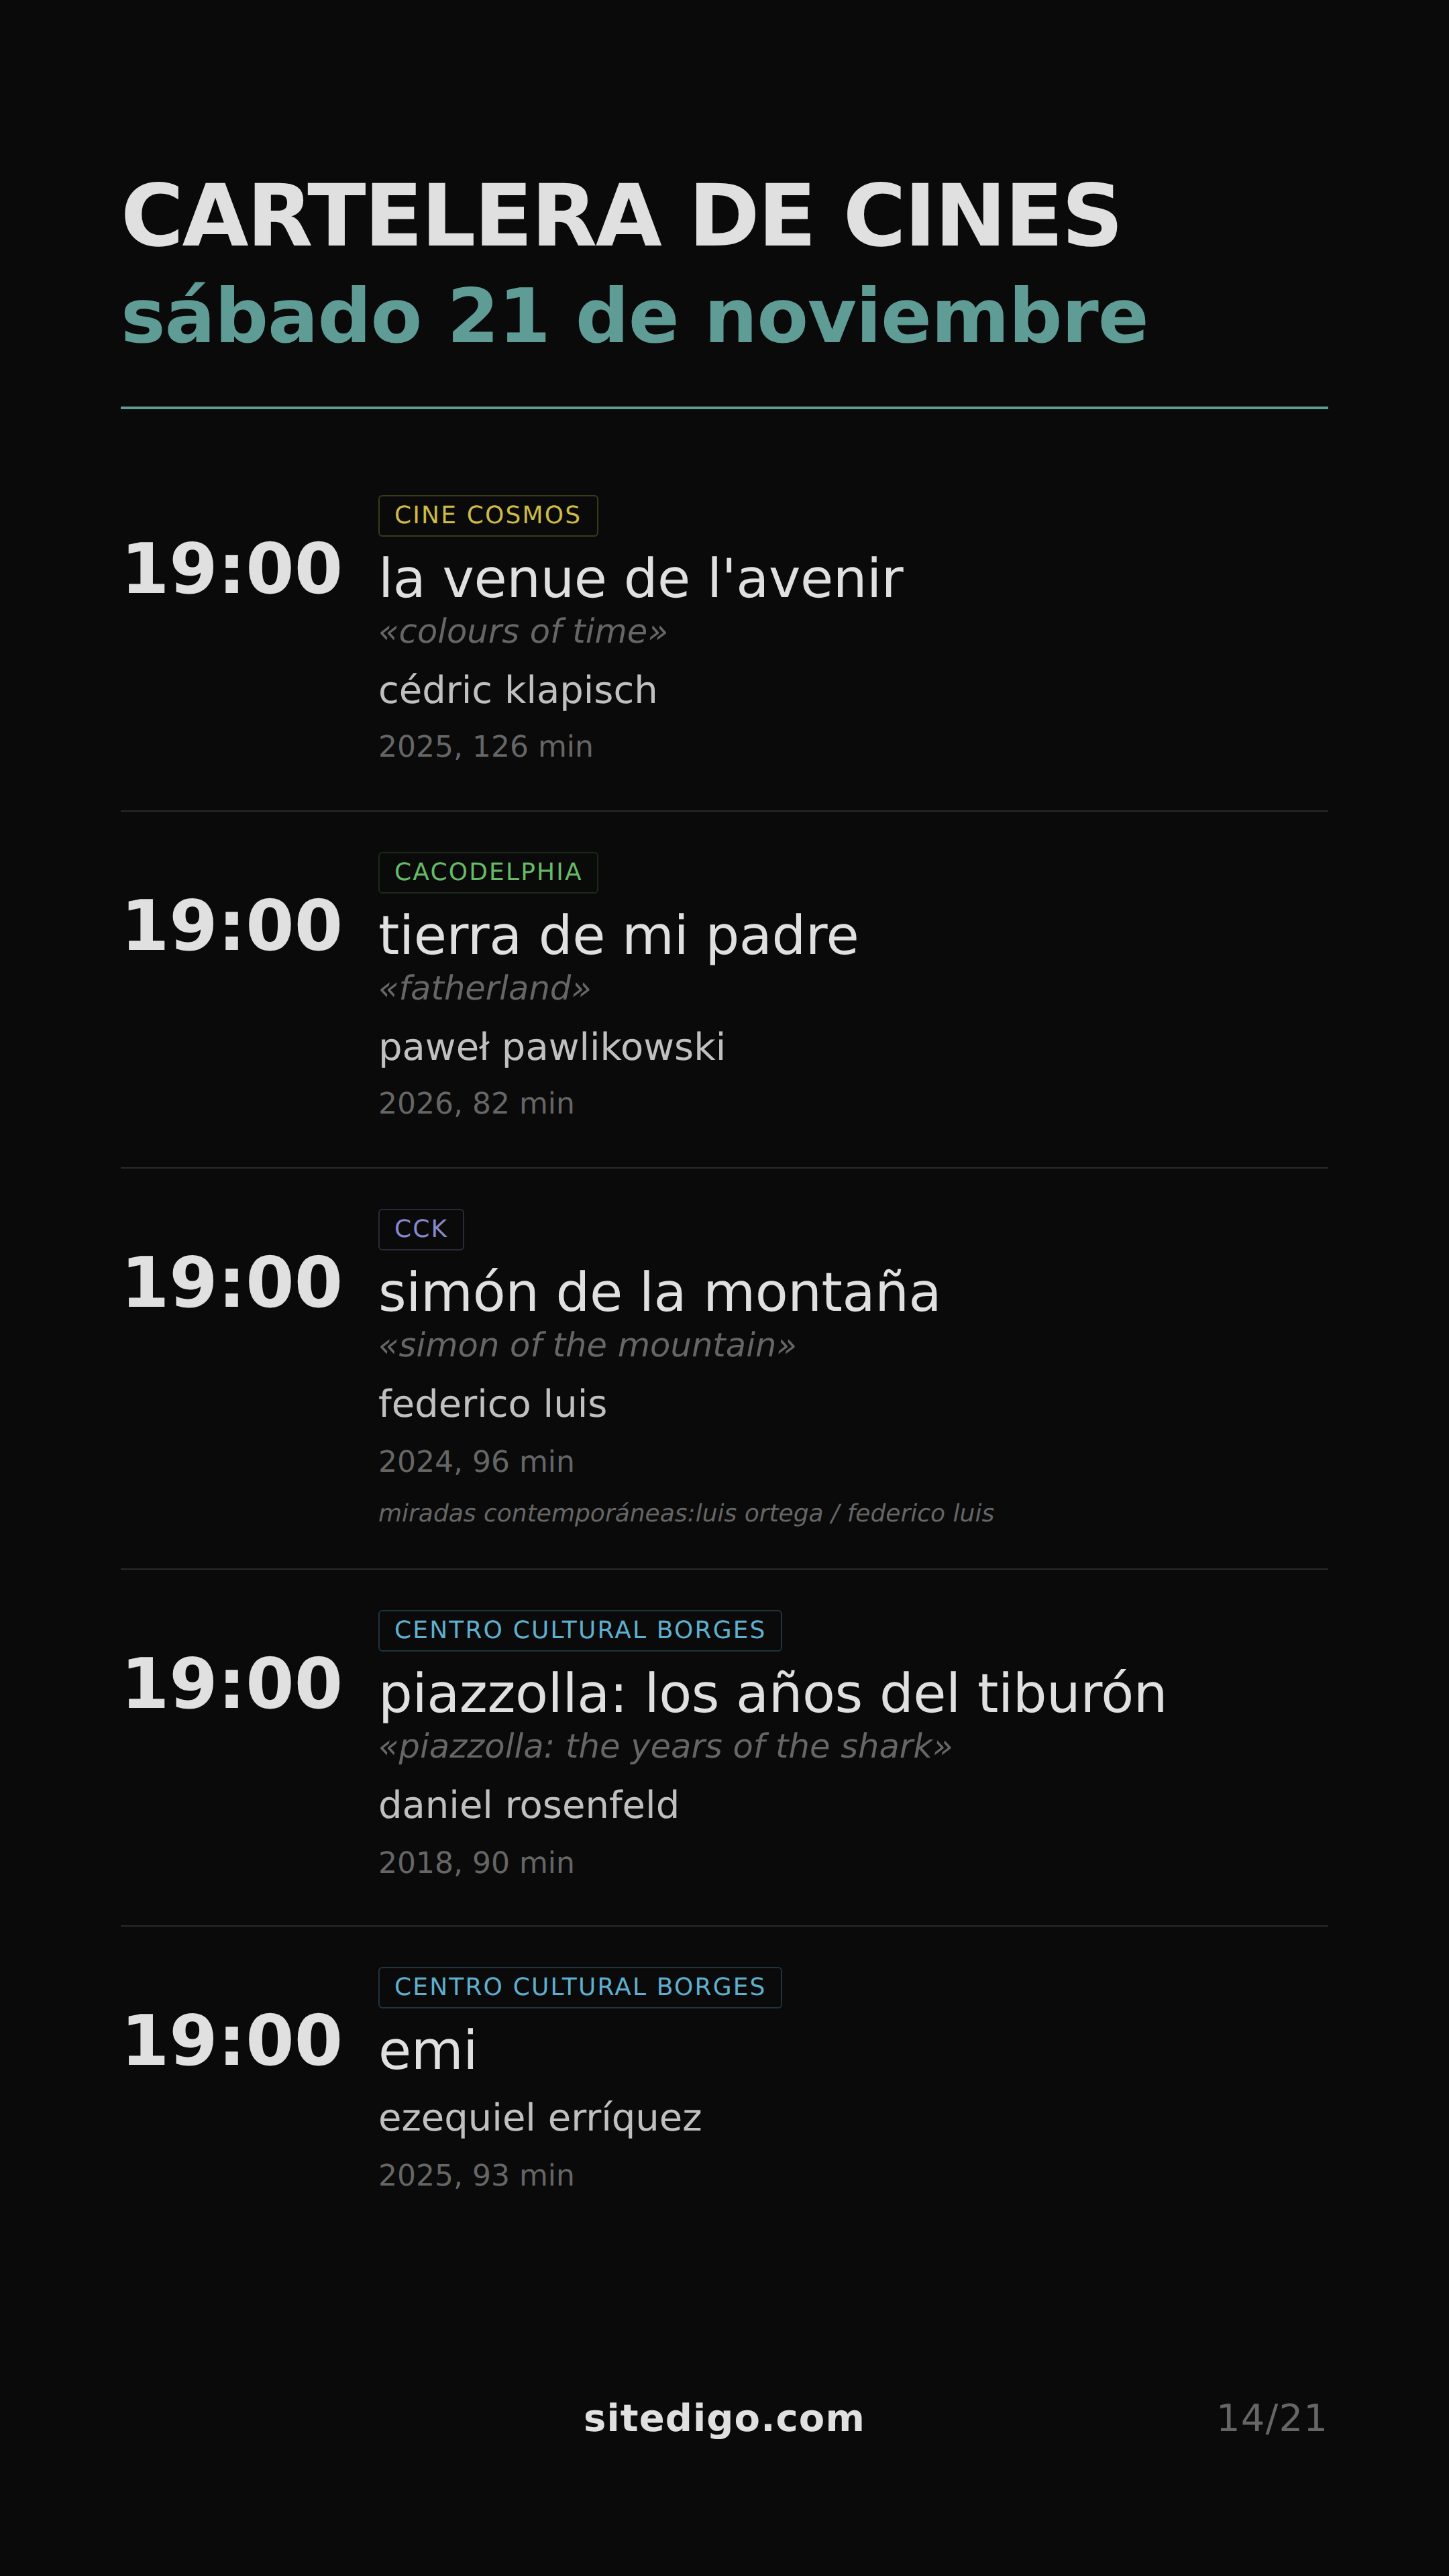 CARTELERA DE CINES
sábado 21 de noviembre
CINE COSMOS
19:00
la venue de l'avenir
«colours of time»
cédric klapisch
2025, 126 min
CACODELPHIA
19:00
tierra de mi padre
«fatherland»
paweł pawlikowski
2026, 82 min
CCK
19:00
simón de la montaña
«simon of the mountain»
federico luis
2024, 96 min
miradas contemporáneas:luis ortega / federico luis
CENTRO CULTURAL BORGES
19:00
piazzolla: los años del tiburón
«piazzolla: the years of the shark»
daniel rosenfeld
2018, 90 min
CENTRO CULTURAL BORGES
19:00
emi
ezequiel erríquez
2025, 93 min
sitedigo.com
14/21